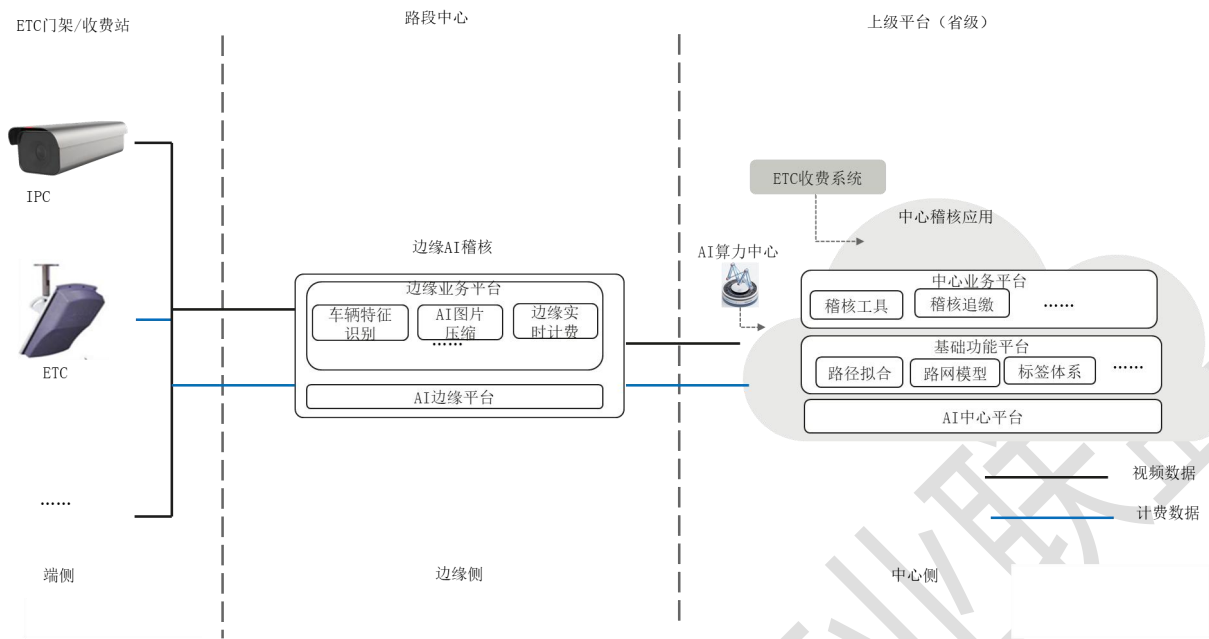 ETC门架/收费站
路段中心
上级平台（省级）
IPC
ETC
……
端侧
边缘AI稽核
边缘业务平台
车辆特征
识别
AI图片
压缩
边缘实
时计费
……
AI边缘平台
边缘侧
ETC收费系统
AI算力中心
中心稽核应用
中心业务平台
稽核工具
稽核追缴
……
基础功能平台
路径拟合
路网模型
标签体系
……
AI中心平台
视频数据
计费数据
中心侧